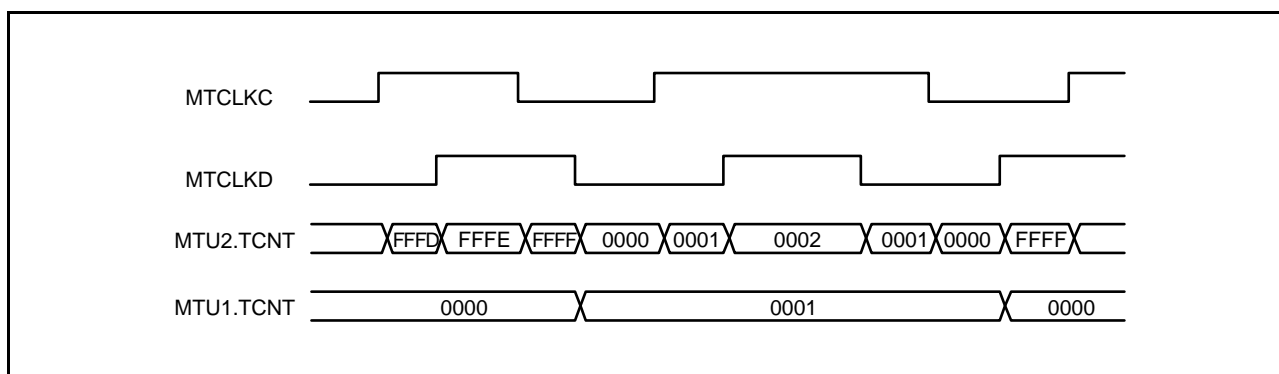 MTCLKC
MTCLKD
MTU2.TCNT FFFD FFFE FFFF 0000 0001 0002 0001 0000 FFFF
MTU1.TCNT 0000 0001 0000